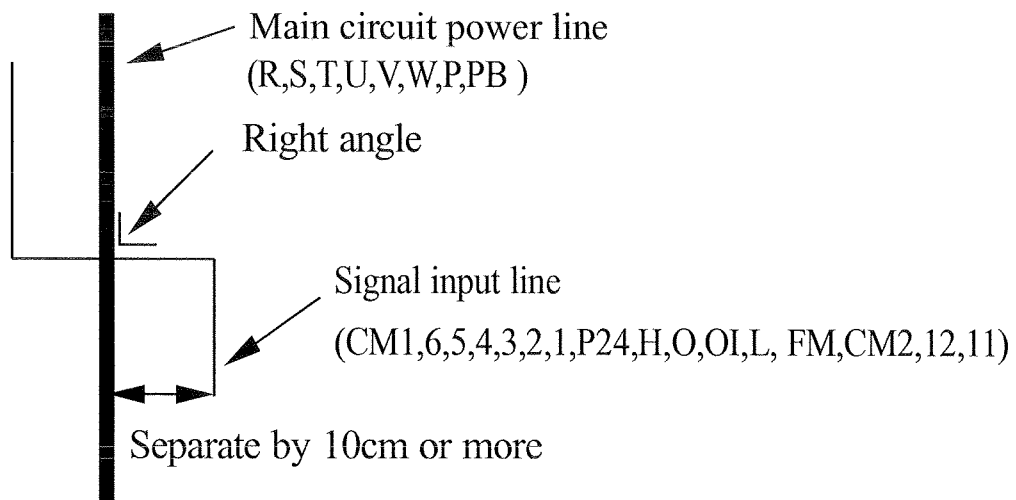 Main circuit power line
(R,S,T,U,V,W,P,PB )
Right angle
Signal input line
(CM1,6,5,4,3,2,1,P24,H,O,OI,L, FM,CM2,12,11)
Separate by 10cm or more